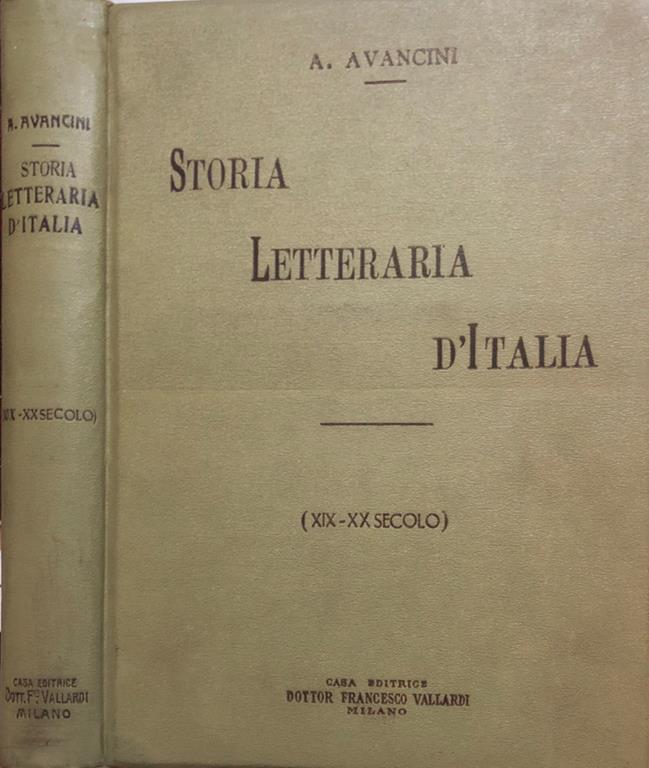 A. AVANCINI
STORIA
LETTERARIA
D'ITALIA
(XIX-XX SECOLO)
CASA EDITRICE
DOTT. F^CO VALLARDI
MILANO
A. AVANCINI
STORIA
LETTERARIA
D'ITALIA
(XIX-XX SECOLO)
CASA EDITRICE
DOTTOR FRANCESCO VALLARDI
MILANO